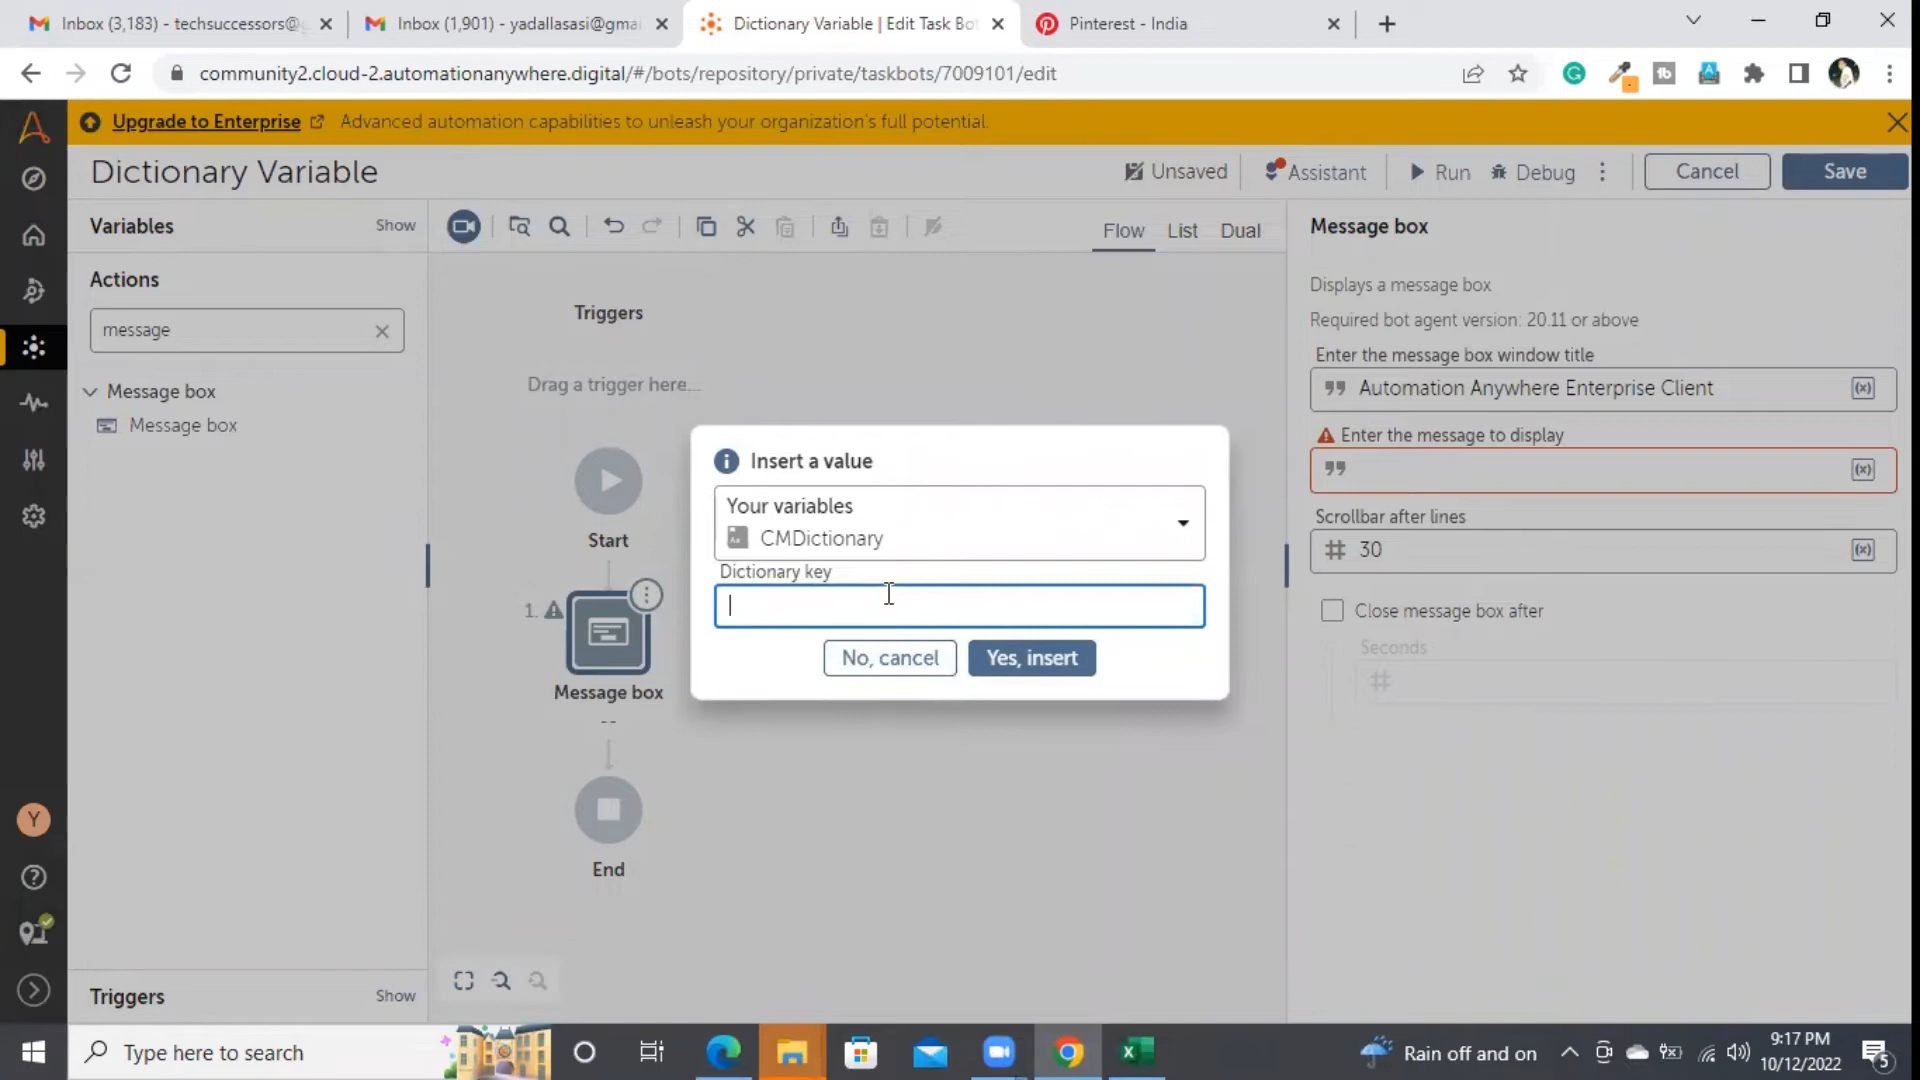 Inbox (3,183) - techsuccessors@g
Inbox (1,901) - yadallasasi@gmai
Dictionary Variable | Edit Task Bo
Pinterest - India
community2.cloud-2.automationanywhere.digital/#/bots/repository/private/taskbots/7009101/edit
Upgrade to Enterprise
Advanced automation capabilities to unleash your organization's full potential.
Dictionary Variable
Unsaved
Assistant
Run
Debug
Cancel
Save
Variables
Show
Flow
List
Dual
Actions
message
Message box
Message box
Triggers
Drag a trigger here...
Start
1.
Message box
--
End
Insert a value
Your variables
CMDictionary
Dictionary key
No, cancel
Yes, insert
Message box
Displays a message box
Required bot agent version: 20.11 or above
Enter the message box window title
Automation Anywhere Enterprise Client
(x)
Enter the message to display
(x)
Scrollbar after lines
30
(x)
Close message box after
Seconds
Y
Triggers
Show
Type here to search
Rain off and on
9:17 PM
10/12/2022
5